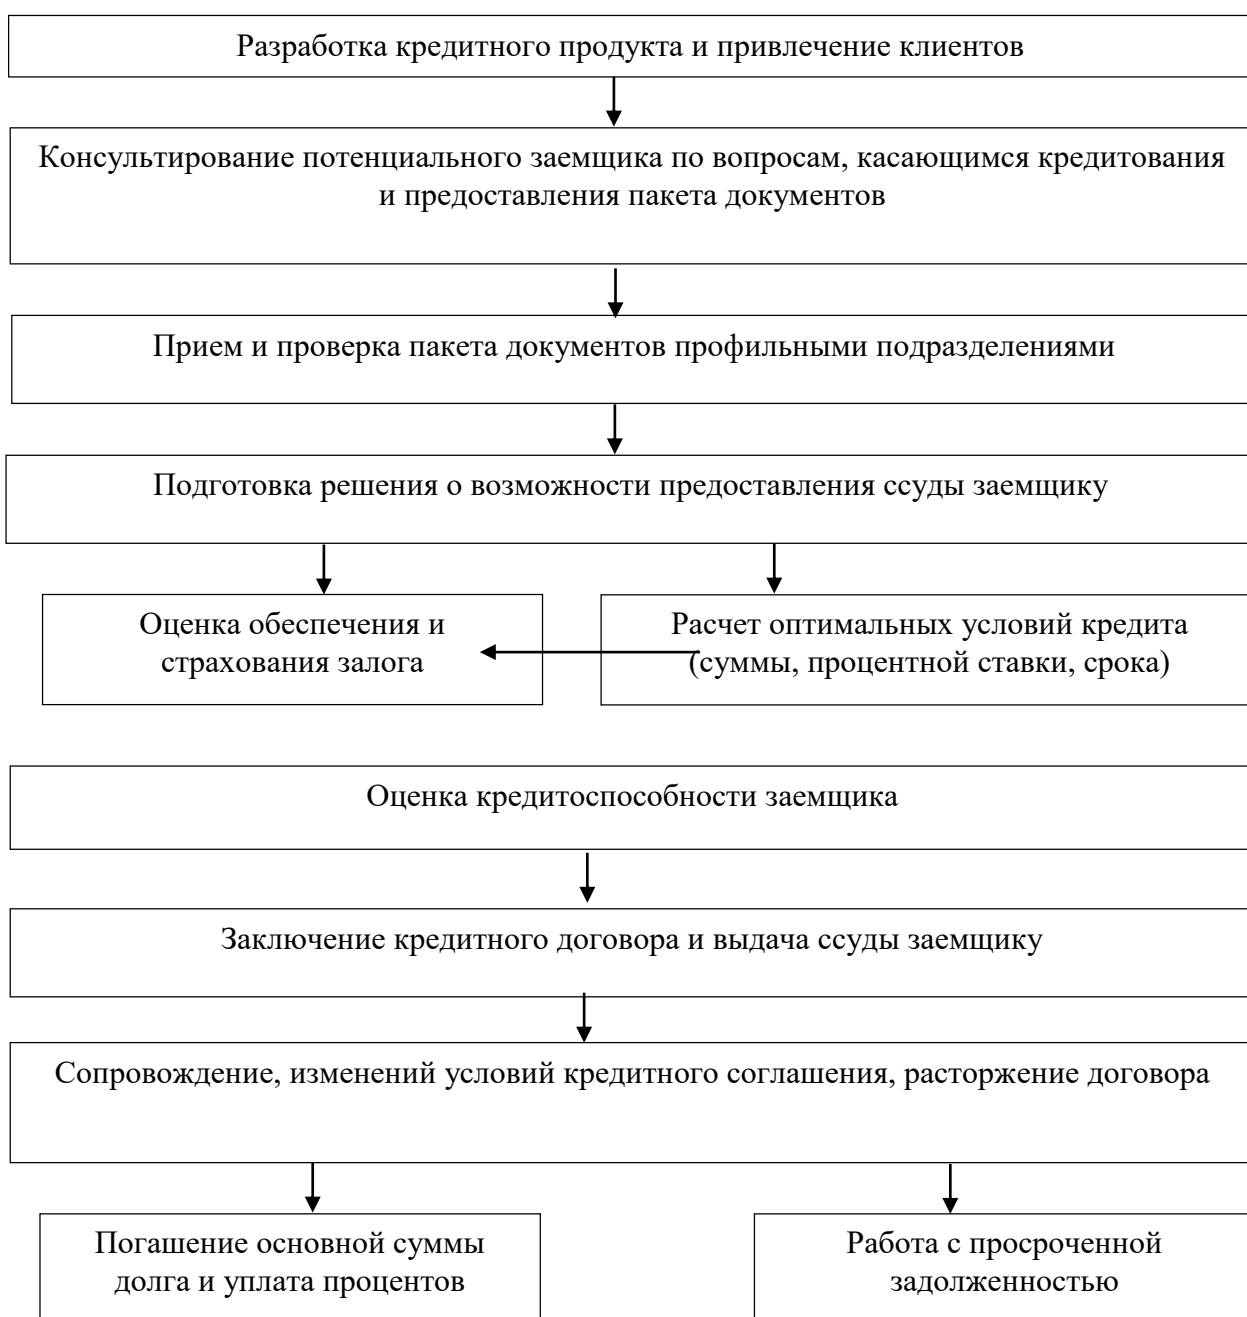 Разработка кредитного продукта и привлечение клиентов
Консультирование потенциального заемщика по вопросам, касающимся кредитования
и предоставления пакета документов
Прием и проверка пакета документов профильными подразделениями
Подготовка решения о возможности предоставления ссуды заемщику
Оценка обеспечения и
страхования залога
Расчет оптимальных условий кредита
(суммы, процентной ставки, срока)
Оценка кредитоспособности заемщика
Заключение кредитного договора и выдача ссуды заемщику
Сопровождение, изменений условий кредитного соглашения, расторжение договора
Погашение основной суммы
долга и уплата процентов
Работа с просроченной
задолженностью